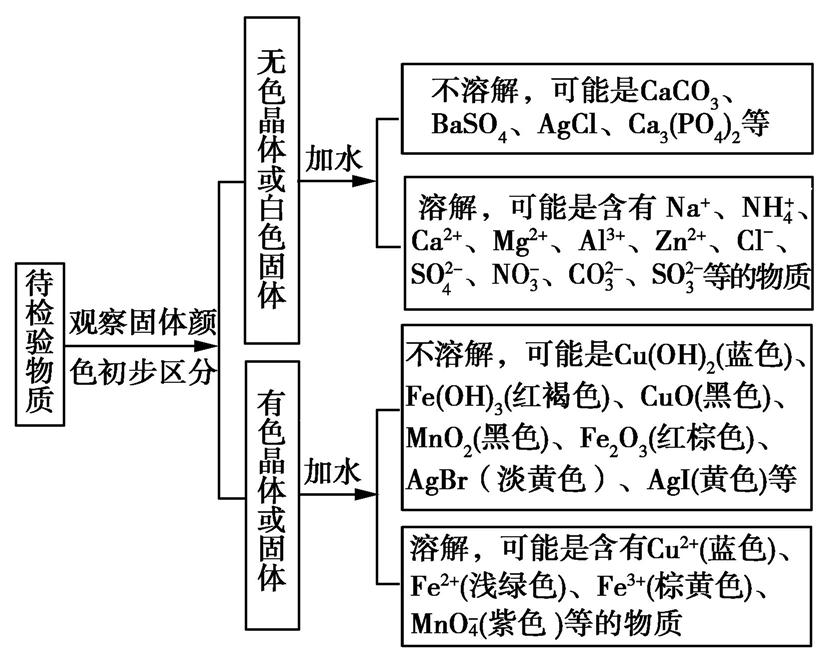 待检验物质
观察固体颜
色初步区分
无色晶体或白色固体
加水
不溶解，可能是CaCO₃、
BaSO₄、AgCl、Ca₃(PO₄)₂等
溶解，可能是含有 Na⁺、NH₄⁺、
Ca²⁺、Mg²⁺、Al³⁺、Zn²⁺、Cl⁻、
SO₄²⁻、NO₃⁻、CO₃²⁻、SO₃²⁻等的物质
有色晶体或固体
加水
不溶解，可能是Cu(OH)₂(蓝色)、
Fe(OH)₃(红褐色)、CuO(黑色)、
MnO₂(黑色)、Fe₂O₃(红棕色)、
AgBr（淡黄色）、AgI(黄色)等
溶解，可能是含有Cu²⁺(蓝色)、
Fe²⁺(浅绿色)、Fe³⁺(棕黄色)、
MnO₄⁻(紫色)等的物质